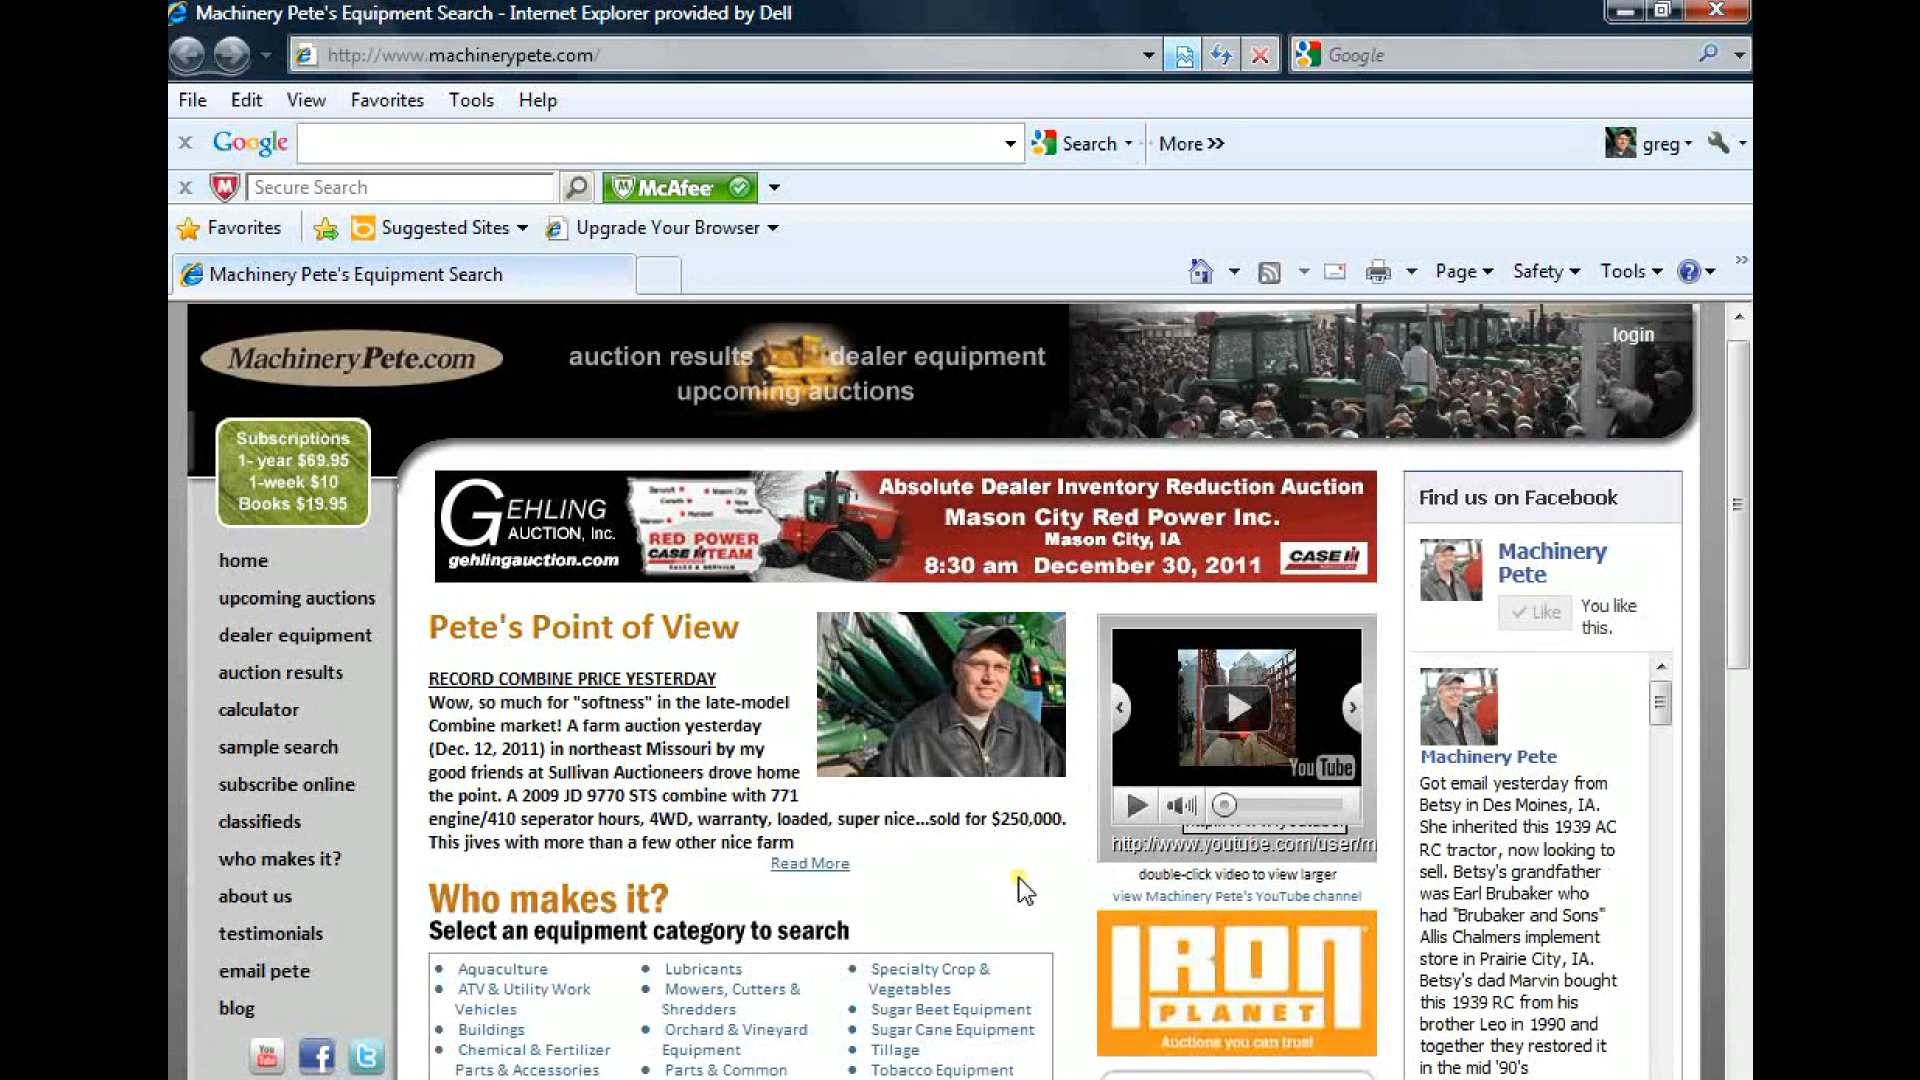 Machinery Pete's Equipment Search - Internet Explorer provided by Dell
http://www.machinerypete.com/
Google
File Edit View Favorites Tools Help
Google
Search
More >>
greg
Secure Search
McAfee
Favorites
Suggested Sites
Upgrade Your Browser
Machinery Pete's Equipment Search
Page
Safety
Tools
MachineryPete.com
auction results
dealer equipment
upcoming auctions
login
Subscriptions
1- year $69.95
1-week $10
Books $19.95
home
upcoming auctions
dealer equipment
auction results
calculator
sample search
subscribe online
classifieds
who makes it?
about us
testimonials
email pete
blog
GEHLING
AUCTION, Inc.
gehlingauction.com
RED POWER
CASE IH TEAM
Absolute Dealer Inventory Reduction Auction
Mason City Red Power Inc.
Mason City, IA
8:30 am December 30, 2011
CASE IH
Pete's Point of View
RECORD COMBINE PRICE YESTERDAY
Wow, so much for "softness" in the late-model
Combine market! A farm auction yesterday
(Dec. 12, 2011) in northeast Missouri by my
good friends at Sullivan Auctioneers drove home
the point. A 2009 JD 9770 STS combine with 771
engine/410 seperator hours, 4WD, warranty, loaded, super nice...sold for $250,000.
This jives with more than a few other nice farm
Read More
Who makes it?
Select an equipment category to search
Aquaculture
ATV & Utility Work
Vehicles
Buildings
Chemical & Fertilizer
Parts & Accessories
Lubricants
Mowers, Cutters &
Shredders
Orchard & Vineyard
Equipment
Parts & Common
Specialty Crop &
Vegetables
Sugar Beet Equipment
Sugar Cane Equipment
Tillage
Tobacco Equipment
YouTube
http://www.youtube.com/user/m
double-click video to view larger
view Machinery Pete's YouTube channel
IRON
PLANET
Auctions you can trust
Find us on Facebook
Machinery
Pete
Like
You like
this.
Machinery Pete
Got email yesterday from
Betsy in Des Moines, IA.
She inherited this 1939 AC
RC tractor, now looking to
sell. Betsy's grandfather
was Earl Brubaker who
had "Brubaker and Sons"
Allis Chalmers implement
store in Prairie City, IA.
Betsy's dad Marvin bought
this 1939 RC from his
brother Leo in 1990 and
together they restored it
in the mid '90's